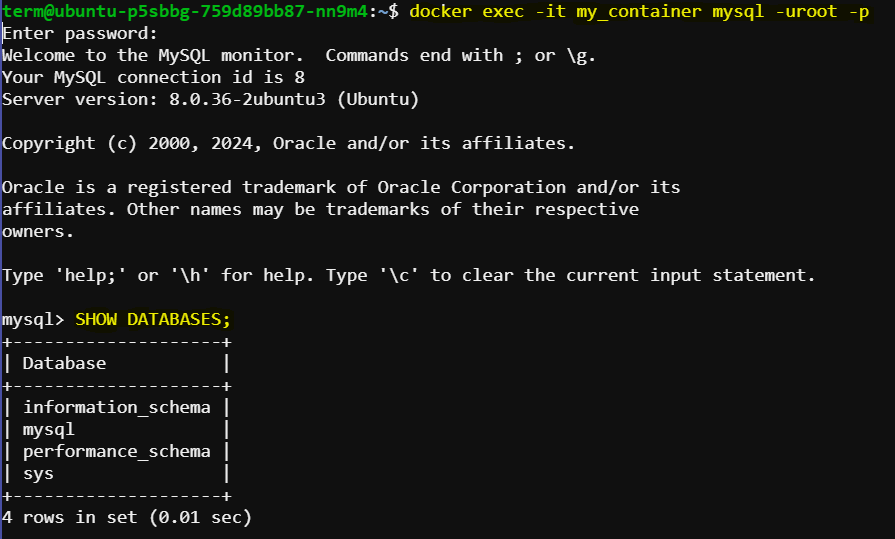 term@ubuntu-p5sbbg-759d89bb87-nn9m4:~$ docker exec -it my_container mysql -uroot -p
Enter password:
Welcome to the MySQL monitor.  Commands end with ; or \g.
Your MySQL connection id is 8
Server version: 8.0.36-2ubuntu3 (Ubuntu)

Copyright (c) 2000, 2024, Oracle and/or its affiliates.

Oracle is a registered trademark of Oracle Corporation and/or its
affiliates. Other names may be trademarks of their respective
owners.

Type 'help;' or '\h' for help. Type '\c' to clear the current input statement.

mysql> SHOW DATABASES;
+--------------------+
| Database           |
+--------------------+
| information_schema |
| mysql              |
| performance_schema |
| sys                |
+--------------------+
4 rows in set (0.01 sec)